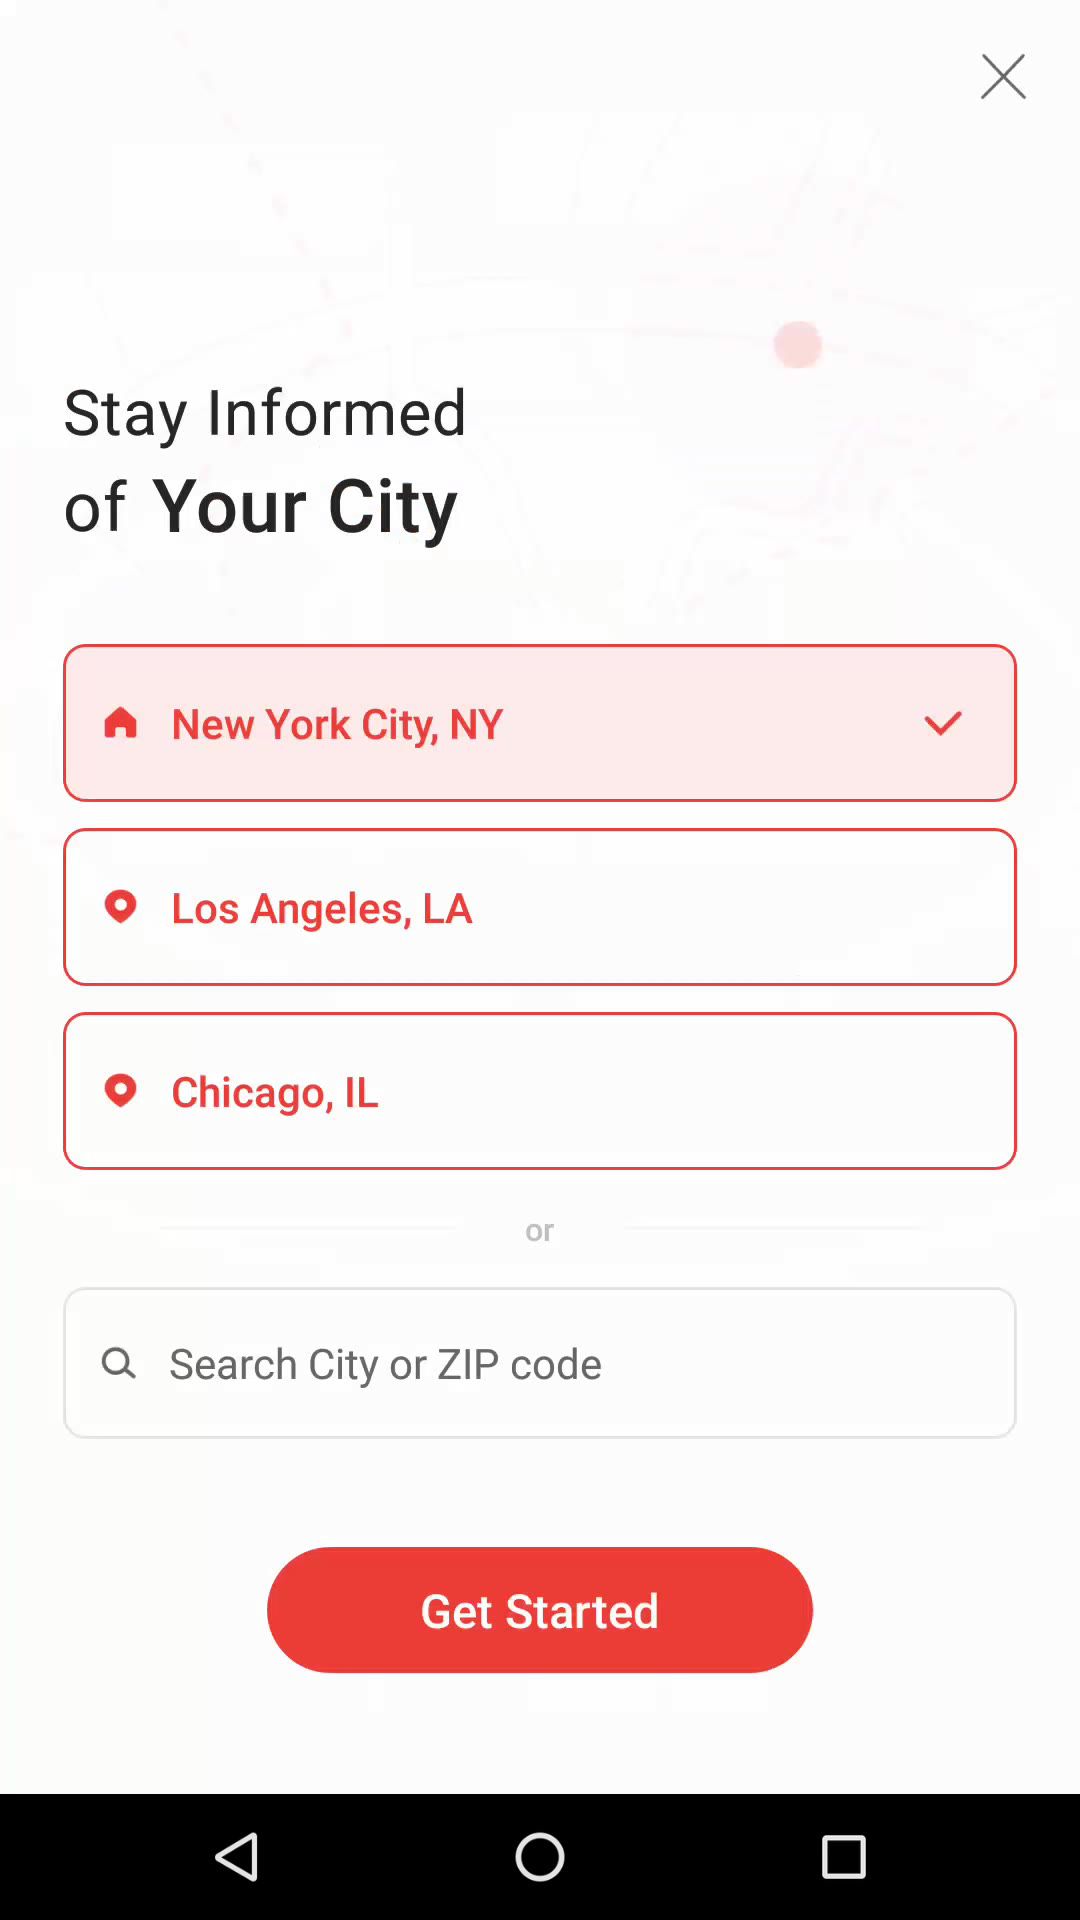 Stay Informed
of Your City
New York City, NY
Los Angeles, LA
Chicago, IL
or
Search City or ZIP code
Get Started